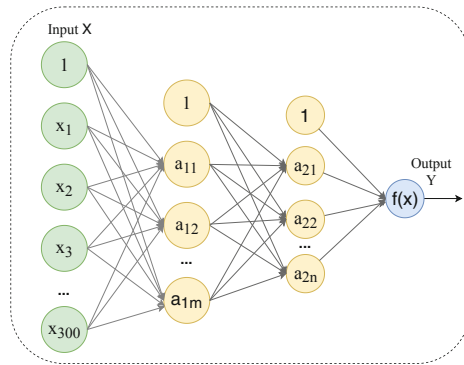 Input X
1
x1
x2
x3
...
x300
1
a11
a12
...
a1m
1
a21
a22
...
a2n
f(x)
Output
Y